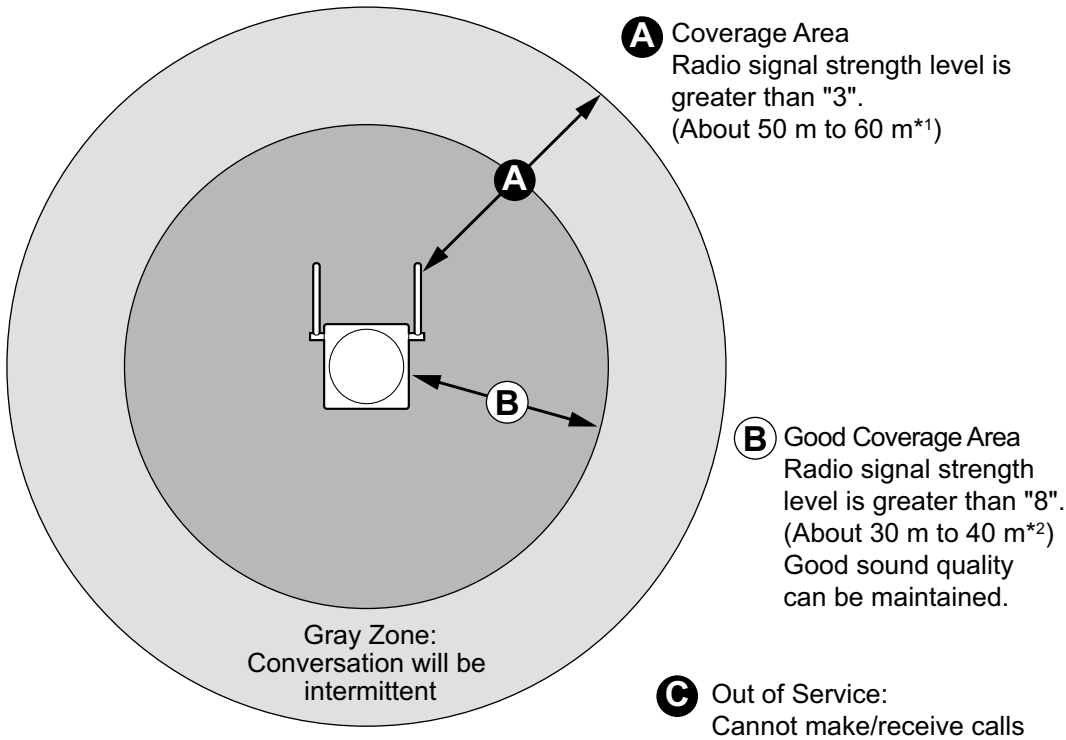 A Coverage Area
Radio signal strength level is
greater than "3".
(About 50 m to 60 m*1)
A
B
B Good Coverage Area
Radio signal strength
level is greater than "8".
(About 30 m to 40 m*2)
Good sound quality
can be maintained.
Gray Zone:
Conversation will be
intermittent
C Out of Service:
Cannot make/receive calls